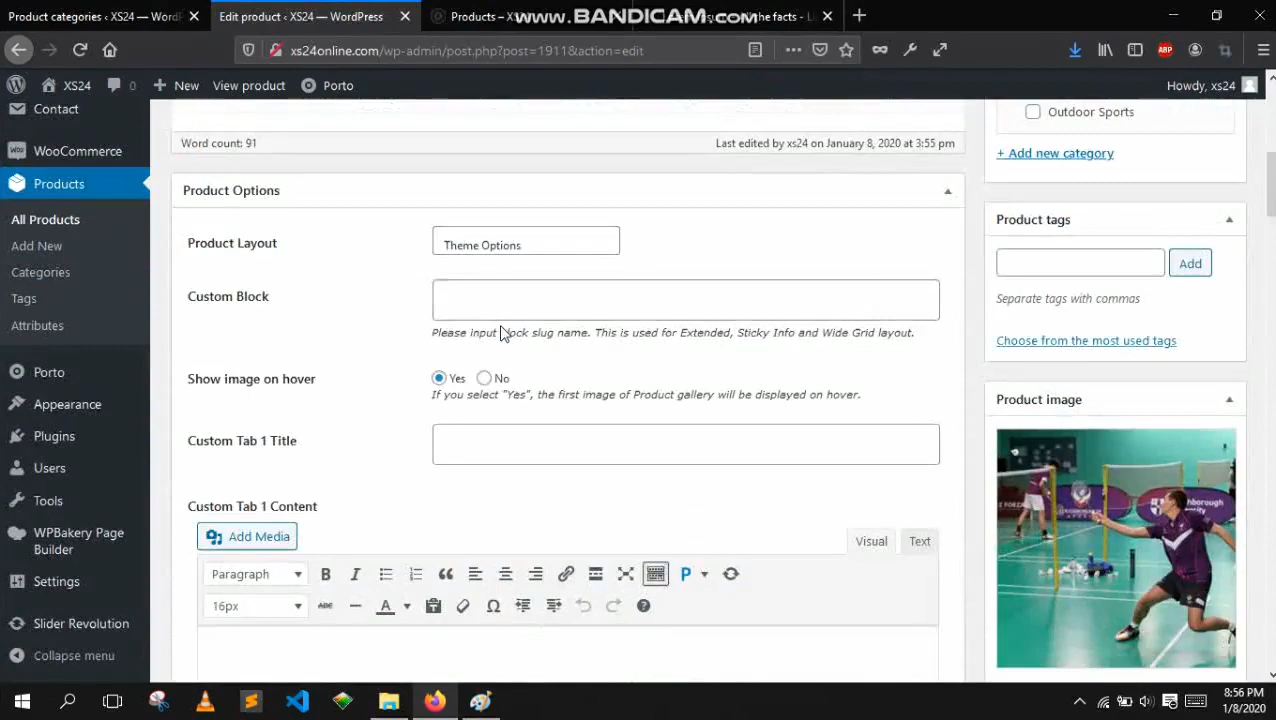 Product categories ‹ XS24 — WordP
Edit product ‹ XS24 — WordPress
Products – XS
www.BANDICAM.com
the facts - Li
xs24online.com/wp-admin/post.php?post=1911&action=edit
ABP
XS24
0
New
View product
Porto
Howdy, xs24
Contact
WooCommerce
Products
All Products
Add New
Categories
Tags
Attributes
Porto
Appearance
Plugins
Users
Tools
WPBakery Page
Builder
Settings
Slider Revolution
Collapse menu
Word count: 91
Last edited by xs24 on January 8, 2020 at 3:55 pm
Product Options
Product Layout
Theme Options
Custom Block
Please input block slug name. This is used for Extended, Sticky Info and Wide Grid layout.
Show image on hover
Yes
No
If you select "Yes", the first image of Product gallery will be displayed on hover.
Custom Tab 1 Title
Custom Tab 1 Content
Add Media
Visual
Text
Paragraph
16px
Outdoor Sports
+ Add new category
Product tags
Add
Separate tags with commas
Choose from the most used tags
Product image
8:56 PM
1/8/2020